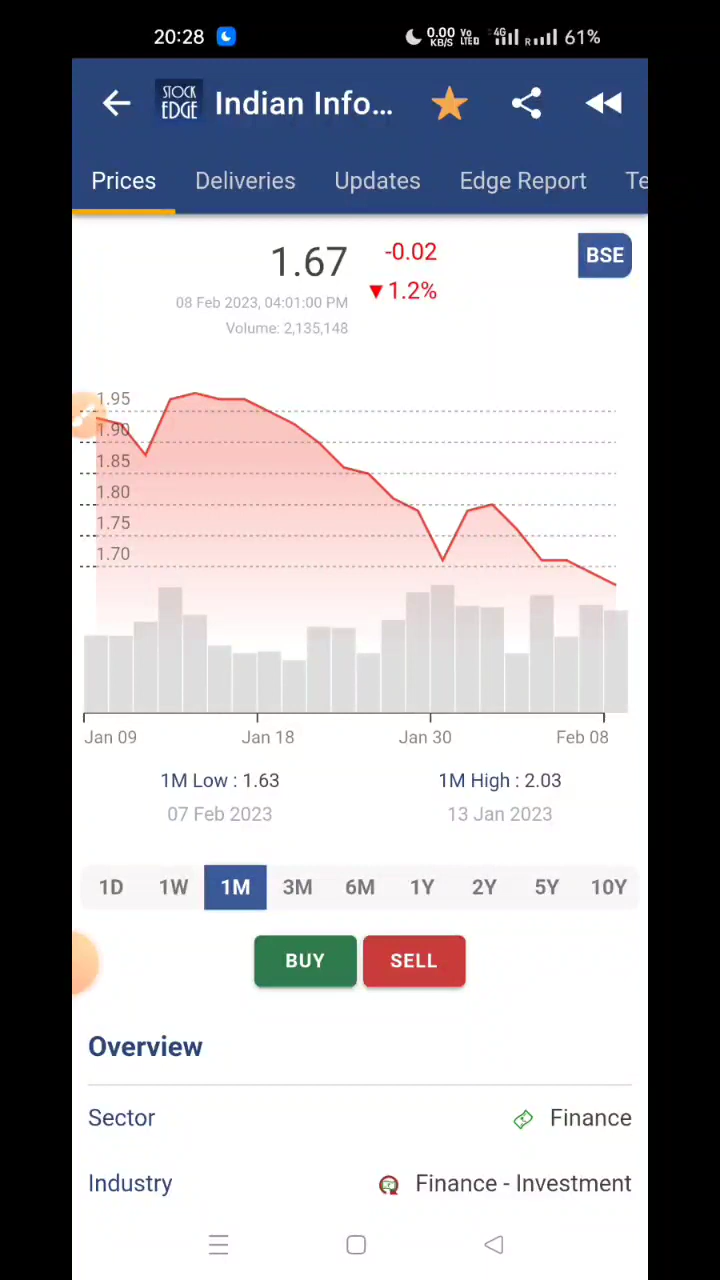 20:28 0.00 KB/S Vo LTED 4G R 61%
STOCK EDGE Indian Info...
Prices Deliveries Updates Edge Report Te
1.67 -0.02 BSE
▼1.2%
08 Feb 2023, 04:01:00 PM
Volume: 2,135,148
1.95
1.90
1.85
1.80
1.75
1.70
Jan 09 Jan 18 Jan 30 Feb 08
1M Low : 1.63 1M High : 2.03
07 Feb 2023 13 Jan 2023
1D 1W 1M 3M 6M 1Y 2Y 5Y 10Y
BUY SELL
Overview
Sector Finance
Industry Finance - Investment